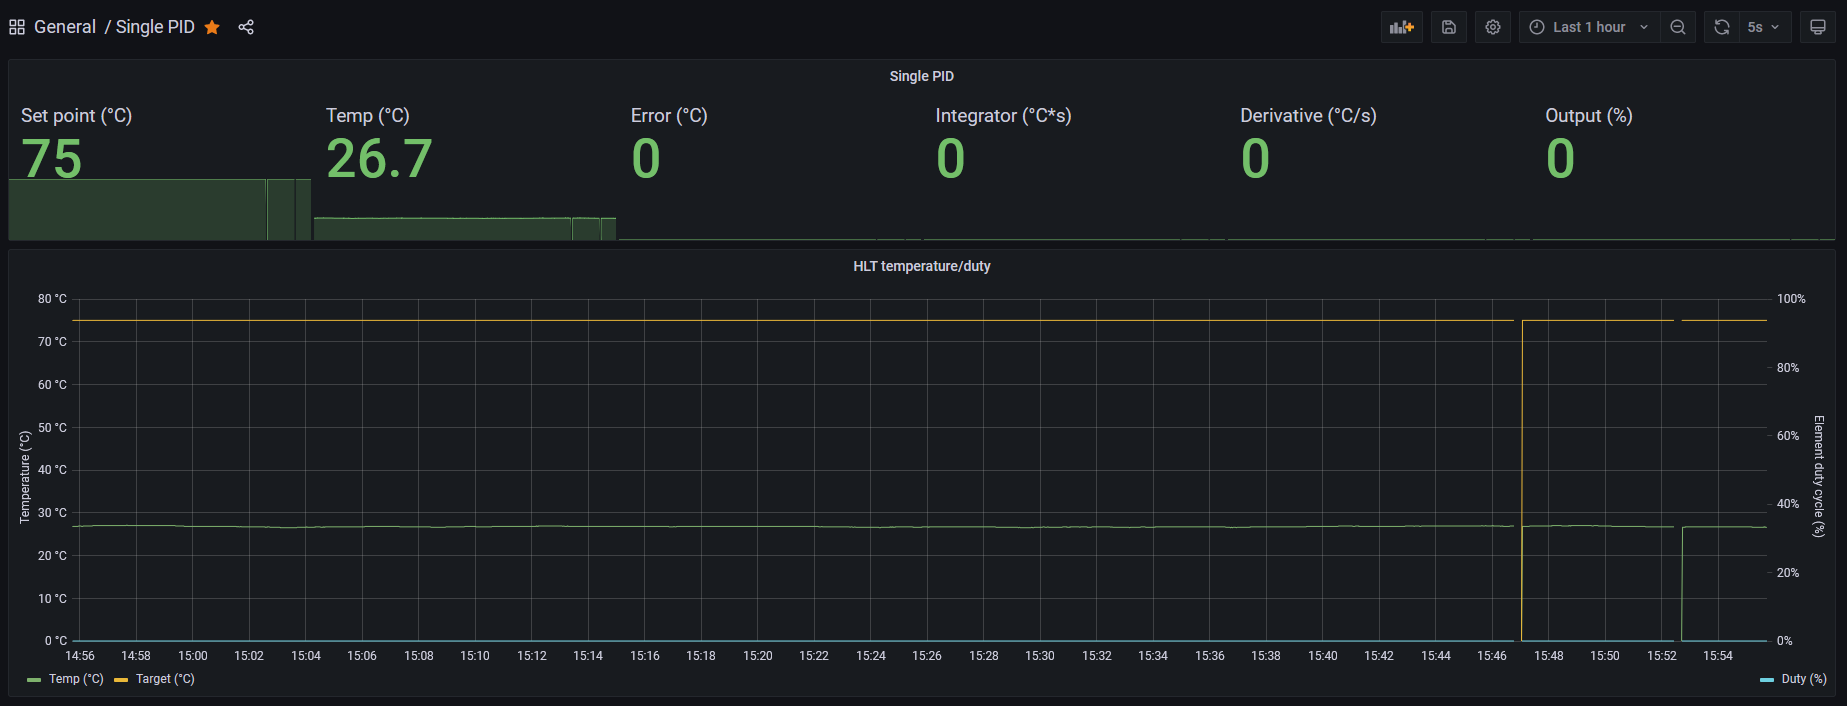 General / Single PID
Last 1 hour
5s
Single PID
Set point (°C)
75
Temp (°C)
26.7
Error (°C)
0
Integrator (°C*s)
0
Derivative (°C/s)
0
Output (%)
0
HLT temperature/duty
Temperature (°C)
80 °C
70 °C
60 °C
50 °C
40 °C
30 °C
20 °C
10 °C
0 °C
100%
80%
60%
40%
20%
0%
Element duty cycle (%)
14:56 14:58 15:00 15:02 15:04 15:06 15:08 15:10 15:12 15:14 15:16 15:18 15:20 15:22 15:24 15:26 15:28 15:30 15:32 15:34 15:36 15:38 15:40 15:42 15:44 15:46 15:48 15:50 15:52 15:54
Temp (°C) Target (°C)
Duty (%)